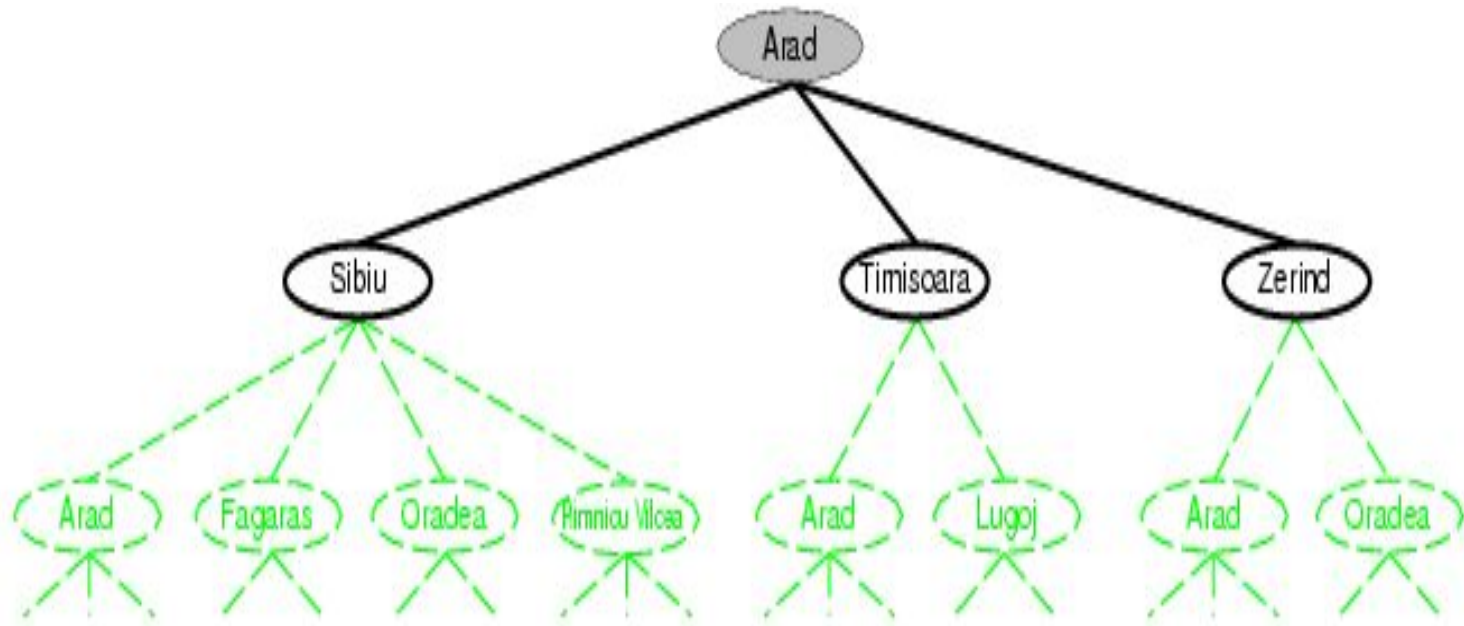 Arad
Sibiu
Timisoara
Zerind
Arad
Fagaras
Oradea
Rimnicu Vilcea
Arad
Lugoj
Arad
Oradea